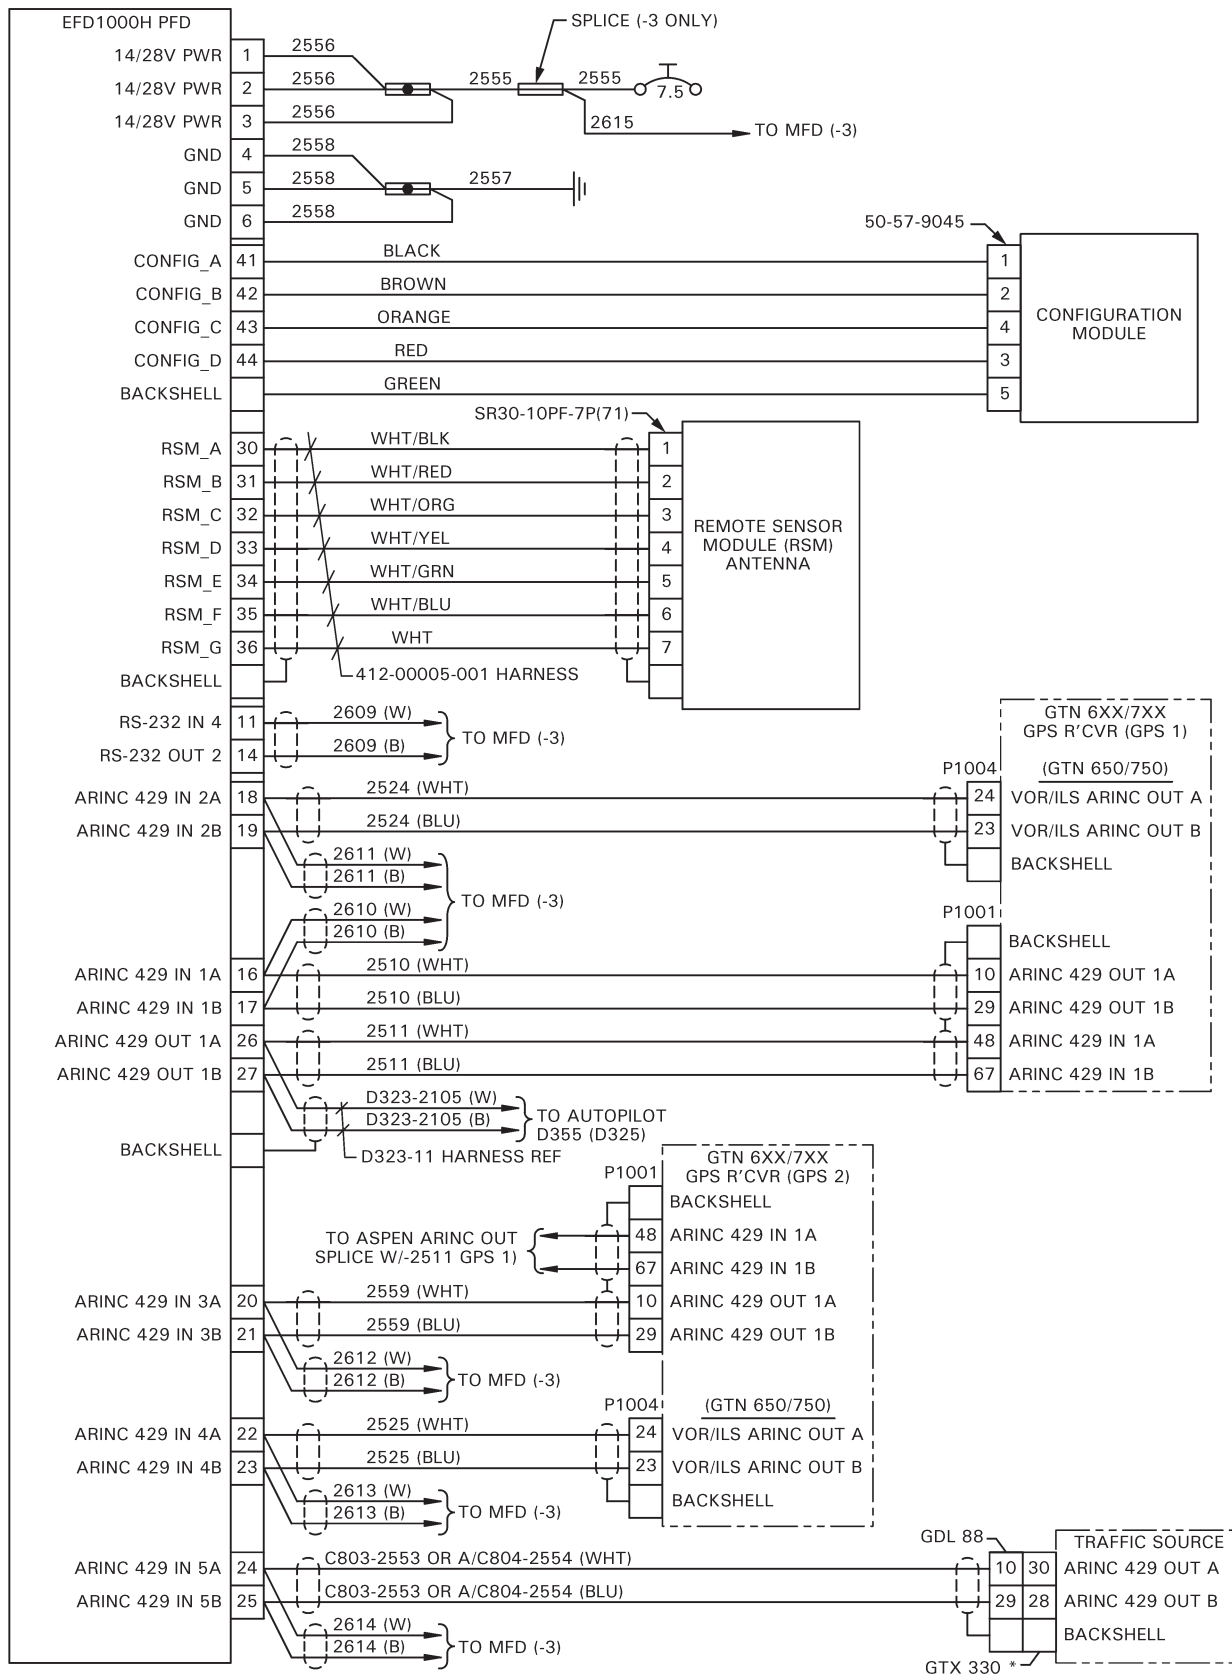 EFD1000H PFD
SPLICE (-3 ONLY)
14/28V PWR 1 2556
14/28V PWR 2 2556 2555 2555 7.5
14/28V PWR 3 2556 2615 TO MFD (-3)
GND 4 2558
GND 5 2558 2557
GND 6 2558
50-57-9045
CONFIG_A 41 BLACK 1
CONFIG_B 42 BROWN 2
CONFIG_C 43 ORANGE 4
CONFIG_D 44 RED 3
BACKSHELL GREEN 5
CONFIGURATION
MODULE
SR30-10PF-7P(71)
RSM_A 30 WHT/BLK 1
RSM_B 31 WHT/RED 2
RSM_C 32 WHT/ORG 3
RSM_D 33 WHT/YEL 4
RSM_E 34 WHT/GRN 5
RSM_F 35 WHT/BLU 6
RSM_G 36 WHT 7
BACKSHELL
412-00005-001 HARNESS
REMOTE SENSOR
MODULE (RSM)
ANTENNA
RS-232 IN 4 11 2609 (W)
RS-232 OUT 2 14 2609 (B)
TO MFD (-3)
GTN 6XX/7XX
GPS R'CVR (GPS 1)
P1004 (GTN 650/750)
ARINC 429 IN 2A 18 2524 (WHT) 24 VOR/ILS ARINC OUT A
ARINC 429 IN 2B 19 2524 (BLU) 23 VOR/ILS ARINC OUT B
BACKSHELL
2611 (W)
2611 (B)
TO MFD (-3)
2610 (W)
2610 (B)
P1001
BACKSHELL
ARINC 429 IN 1A 16 2510 (WHT) 10 ARINC 429 OUT 1A
ARINC 429 IN 1B 17 2510 (BLU) 29 ARINC 429 OUT 1B
ARINC 429 OUT 1A 26 2511 (WHT) 48 ARINC 429 IN 1A
ARINC 429 OUT 1B 27 2511 (BLU) 67 ARINC 429 IN 1B
D323-2105 (W)
D323-2105 (B)
TO AUTOPILOT
D355 (D325)
BACKSHELL
D323-11 HARNESS REF
GTN 6XX/7XX
GPS R'CVR (GPS 2)
P1001
BACKSHELL
TO ASPEN ARINC OUT
SPLICE W/-2511 GPS 1)
48 ARINC 429 IN 1A
67 ARINC 429 IN 1B
ARINC 429 IN 3A 20 2559 (WHT) 10 ARINC 429 OUT 1A
ARINC 429 IN 3B 21 2559 (BLU) 29 ARINC 429 OUT 1B
2612 (W)
2612 (B)
TO MFD (-3)
P1004 (GTN 650/750)
ARINC 429 IN 4A 22 2525 (WHT) 24 VOR/ILS ARINC OUT A
ARINC 429 IN 4B 23 2525 (BLU) 23 VOR/ILS ARINC OUT B
BACKSHELL
2613 (W)
2613 (B)
TO MFD (-3)
GDL 88 TRAFFIC SOURCE
ARINC 429 IN 5A 24 C803-2553 OR A/C804-2554 (WHT) 10 30 ARINC 429 OUT A
ARINC 429 IN 5B 25 C803-2553 OR A/C804-2554 (BLU) 29 28 ARINC 429 OUT B
BACKSHELL
2614 (W)
2614 (B)
TO MFD (-3)
GTX 330 *